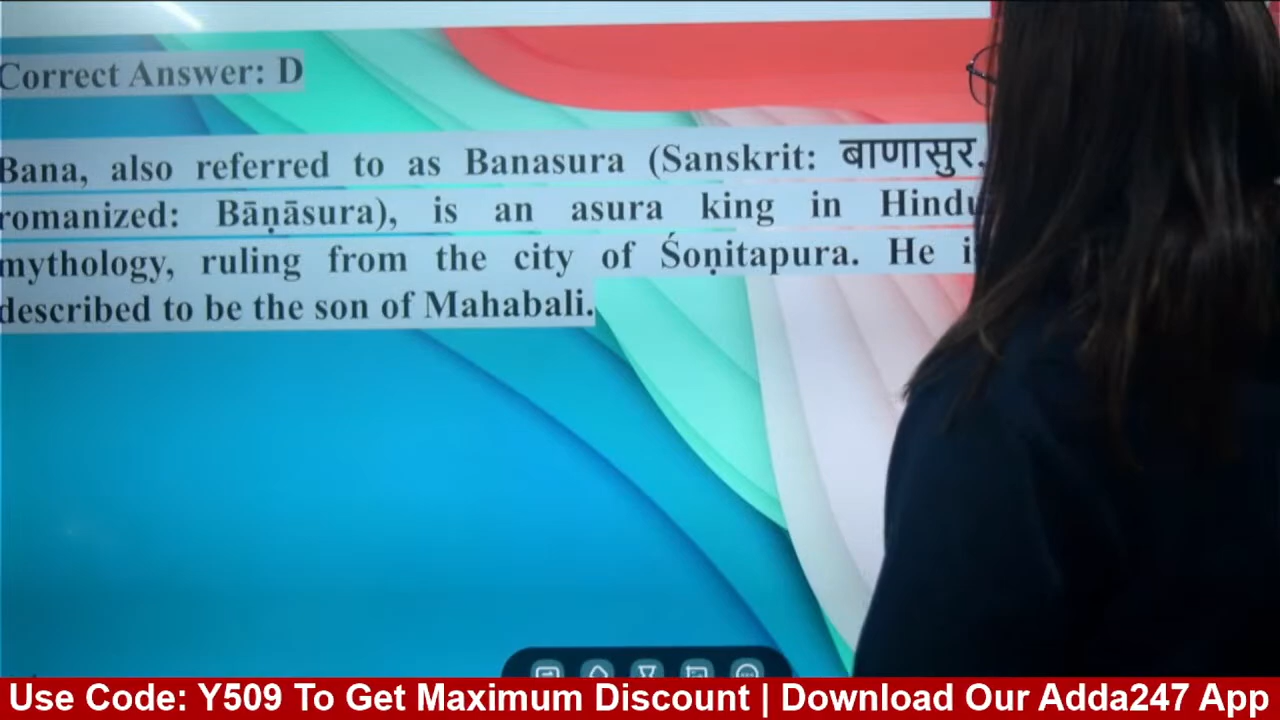 Correct Answer: D
Bana, also referred to as Banasura (Sanskrit: बाणासुर,
romanized: Bāṇāsura), is an asura king in Hindu
mythology, ruling from the city of Śoṇitapura. He
described to be the son of Mahabali.
Use Code: Y509 To Get Maximum Discount | Download Our Adda247 App